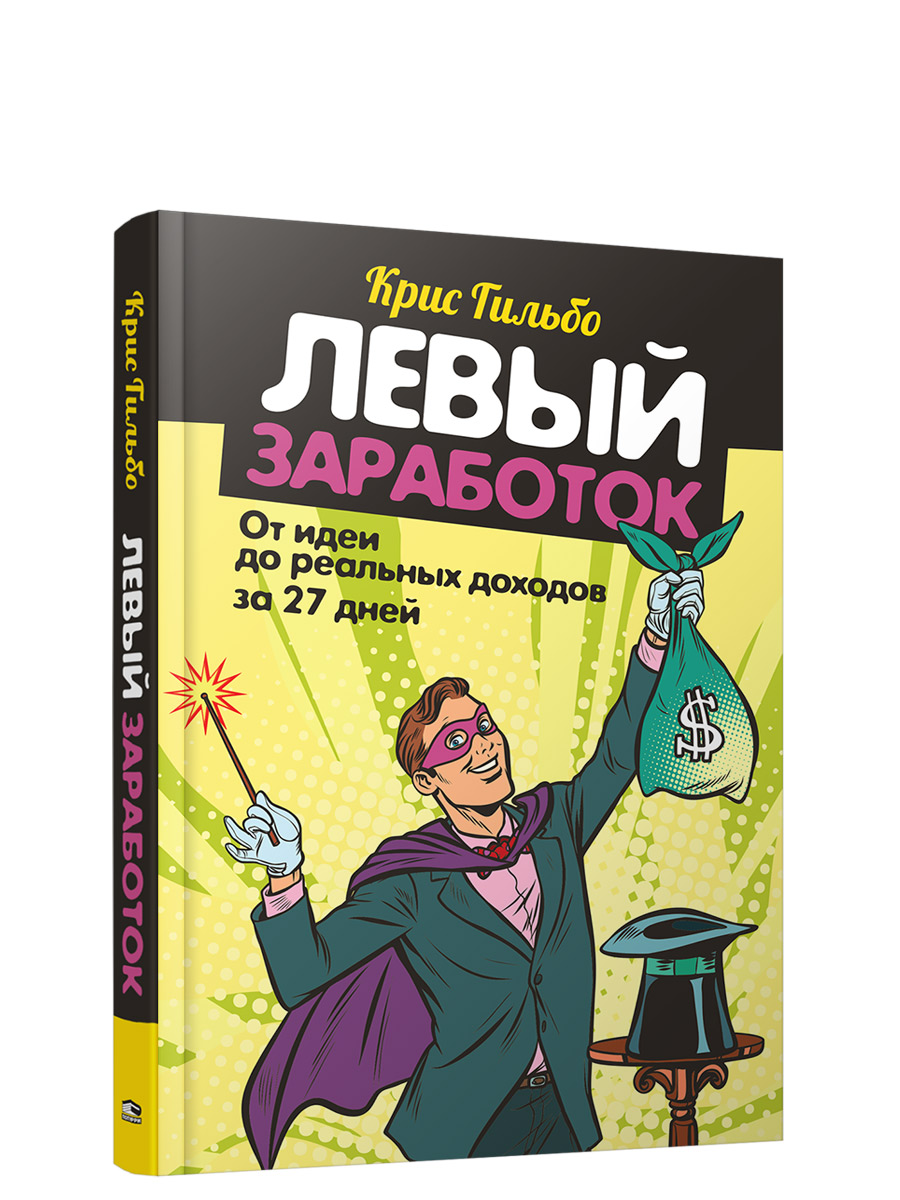 Крис Гильбо
ЛЕВЫЙ
ЗАРАБОТОК
От идеи
до реальных доходов
за 27 дней
$
Крис Гильбо
ЛЕВЫЙ ЗАРАБОТОК